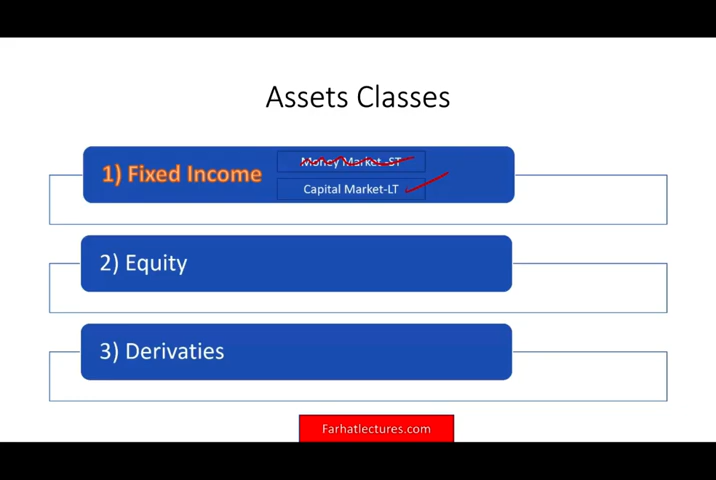 Assets Classes
1) Fixed Income
Money Market -ST
Capital Market-LT
2) Equity
3) Derivaties
Farhatlectures.com